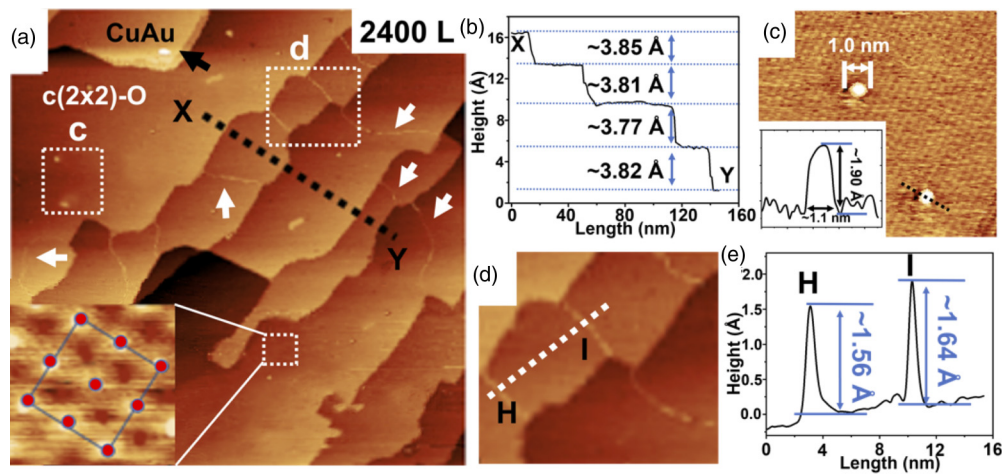 (a)
CuAu
d
2400 L
c(2x2)-O
c
X
Y
(b)
Height (Å)
16
12
8
4
0
X
~3.85 Å
~3.81 Å
~3.77 Å
~3.82 Å
Y
0 40 80 120 160
Length (nm)
(c)
1.0 nm
~1.90 Å
~1.1 nm
(d)
I
H
(e)
Height (Å)
2.0
1.5
1.0
0.5
0.0
H
I
~1.56 Å
~1.64 Å
0 4 8 12 16
Length (nm)